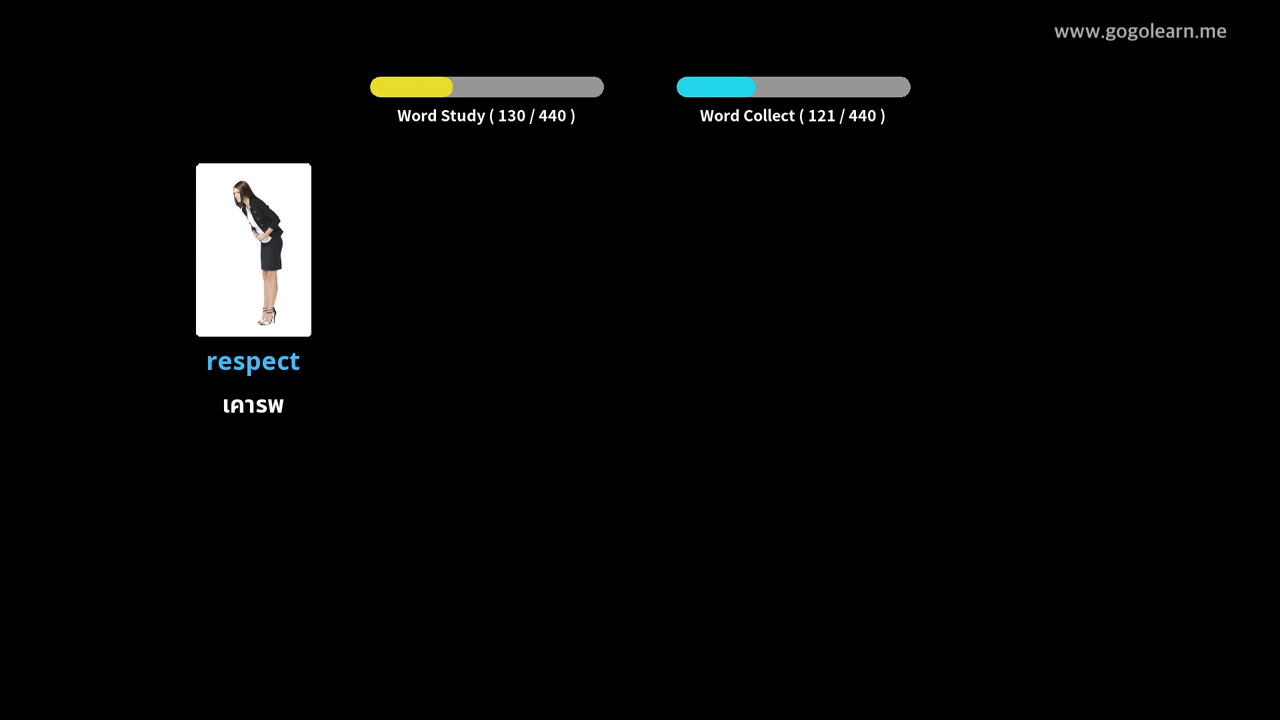 www.gogolearn.me
Word Study ( 130 / 440 )
Word Collect ( 121 / 440 )
respect
เคารพ